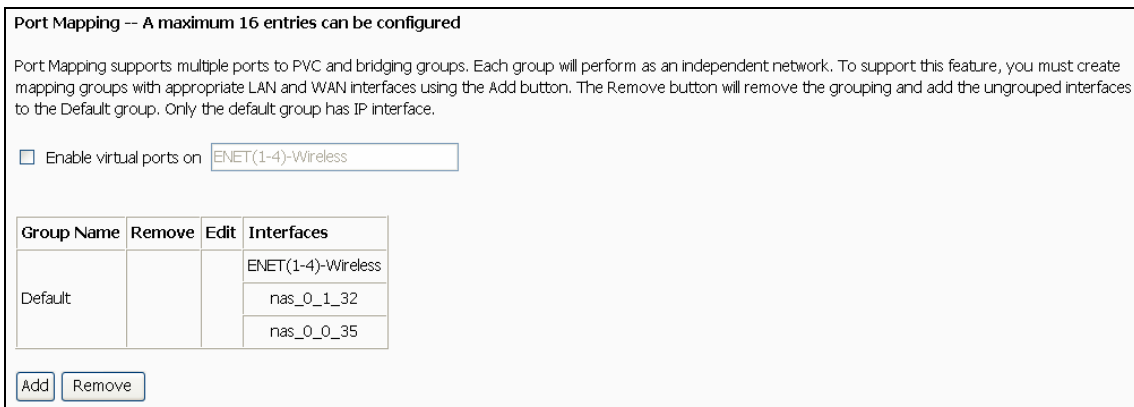 Port Mapping -- A maximum 16 entries can be configured
Port Mapping supports multiple ports to PVC and bridging groups. Each group will perform as an independent network. To support this feature, you must create
mapping groups with appropriate LAN and WAN interfaces using the Add button. The Remove button will remove the grouping and add the ungrouped interfaces
to the Default group. Only the default group has IP interface.
Enable virtual ports on ENET(1-4)-Wireless
Group Name Remove Edit Interfaces
Default
ENET(1-4)-Wireless
nas_0_1_32
nas_0_0_35
Add Remove